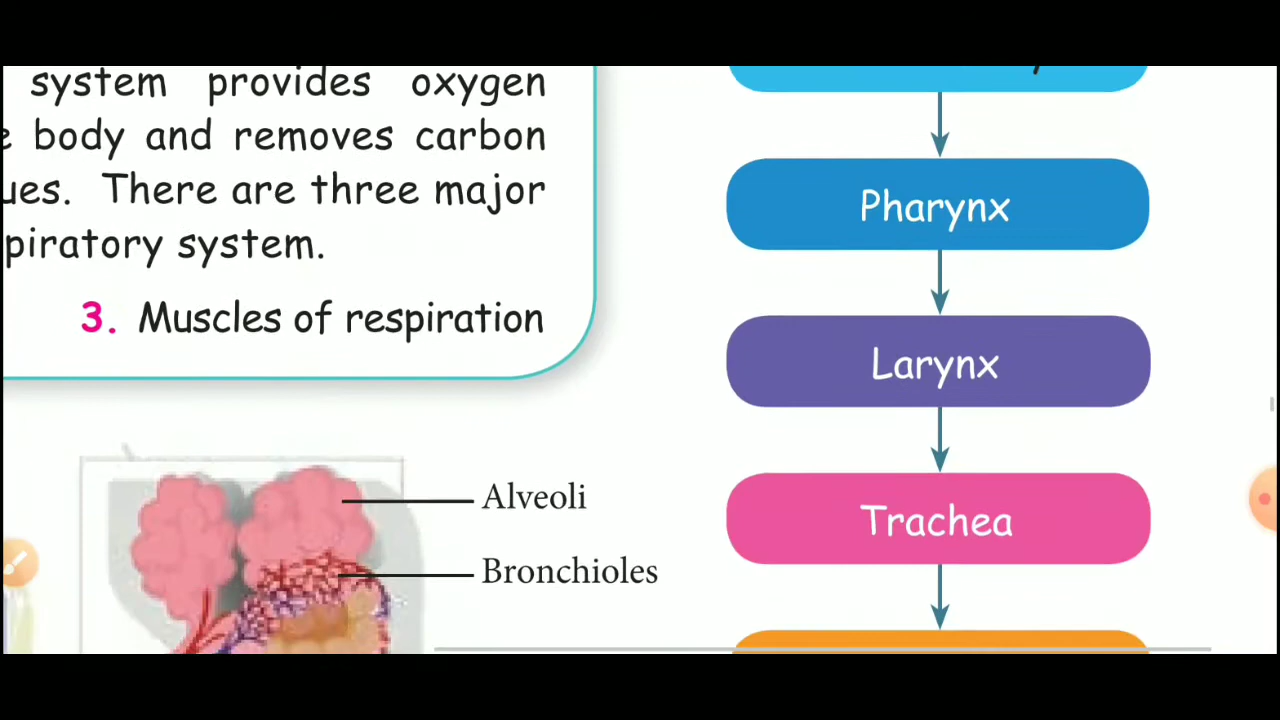 system provides oxygen
body and removes carbon
ues. There are three major
piratory system.
3. Muscles of respiration
Alveoli
Bronchioles
Pharynx
Larynx
Trachea